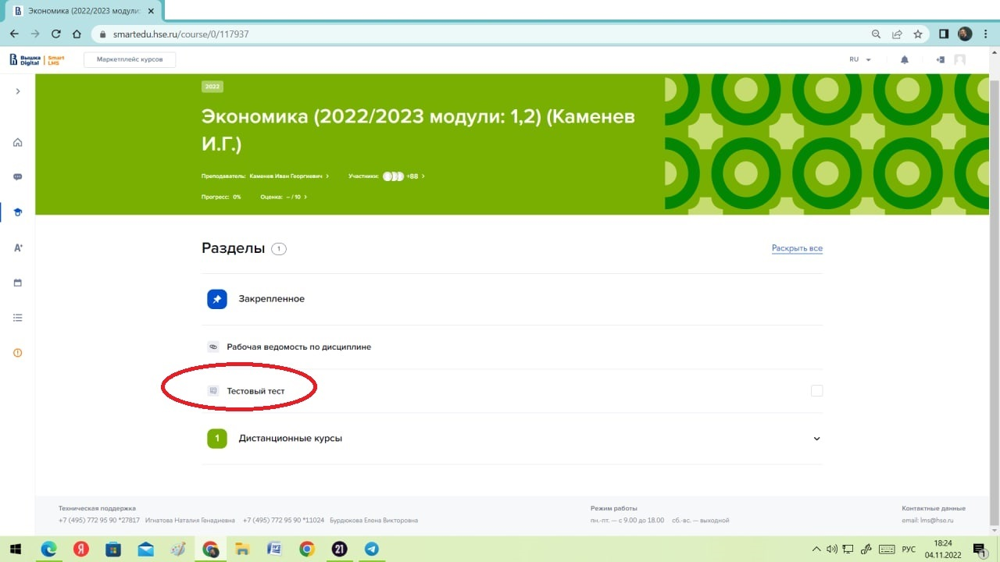 Экономика (2022/2023 модули:
smartedu.hse.ru/course/0/117937
Вышка Digital Smart LMS
Маркетплейс курсов
RU
2022
Экономика (2022/2023 модули: 1,2) (Каменев
И.Г.)
Преподаватель: Каменев Иван Георгиевич Участники: +88
Прогресс: 0% Оценка: – / 10
Разделы 1
Раскрыть все
Закрепленное
Рабочая ведомость по дисциплине
Тестовый тест
1 Дистанционные курсы
Техническая поддержка
+7 (495) 772 95 90 *27817 Игнатова Наталия Генадиевна +7 (495) 772 95 90 *11024 Бурдюкова Елена Викторовна
Режим работы
пн.-пт. — с 9.00 до 18.00 сб.-вс. — выходной
Контактные данные
email: lms@hse.ru
21
РУС
18:24
04.11.2022
1